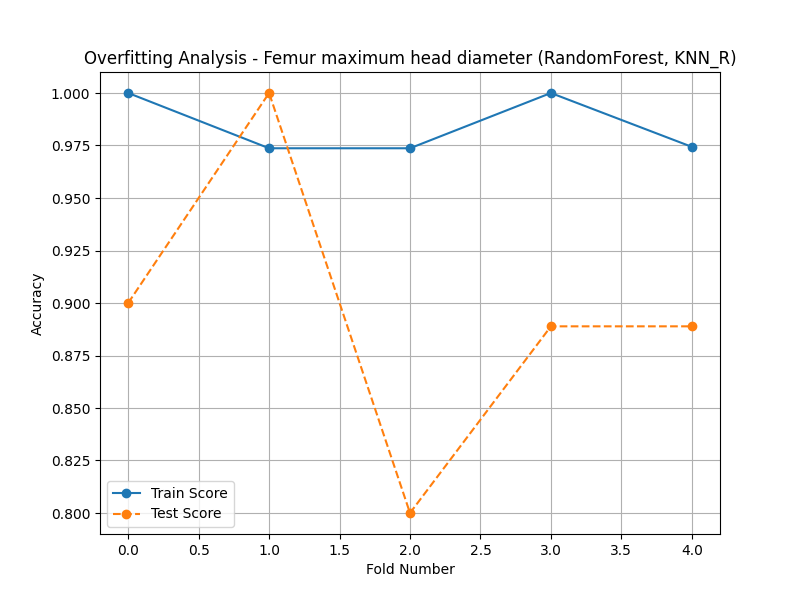 Overfitting Analysis - Femur maximum head diameter (RandomForest, KNN_R)
1.000
0.975
0.950
0.925
0.900
0.875
0.850
0.825
0.800
Accuracy
Train Score
Test Score
0.0 0.5 1.0 1.5 2.0 2.5 3.0 3.5 4.0
Fold Number